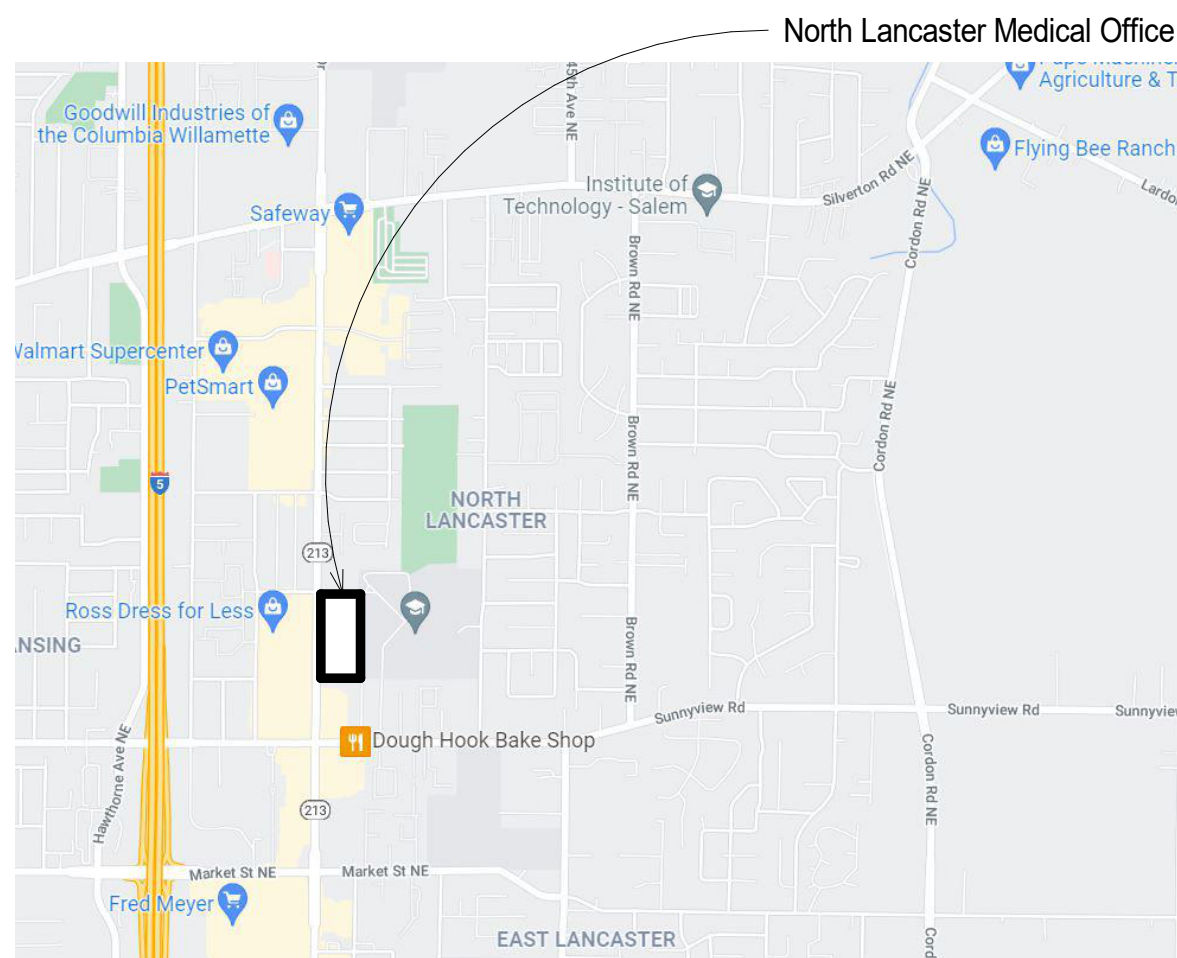 North Lancaster Medical Office
Agriculture & T
Goodwill Industries of
the Columbia Willamette
45th Ave NE
Flying Bee Ranch
Silverton Rd NE
Institute of
Technology - Salem
Safeway
Cordon Rd NE
Brown Rd NE
Walmart Supercenter
PetSmart
Cordon Rd NE
Brown Rd NE
5
NORTH
LANCASTER
213
Ross Dress for Less
ANSING
Brown Rd NE
Sunnyview Rd
Sunnyview Rd
Sunnyvie
Dough Hook Bake Shop
Hawthorne Ave NE
Cordon Rd NE
213
Market St NE
Market St NE
Fred Meyer
EAST LANCASTER
Cord